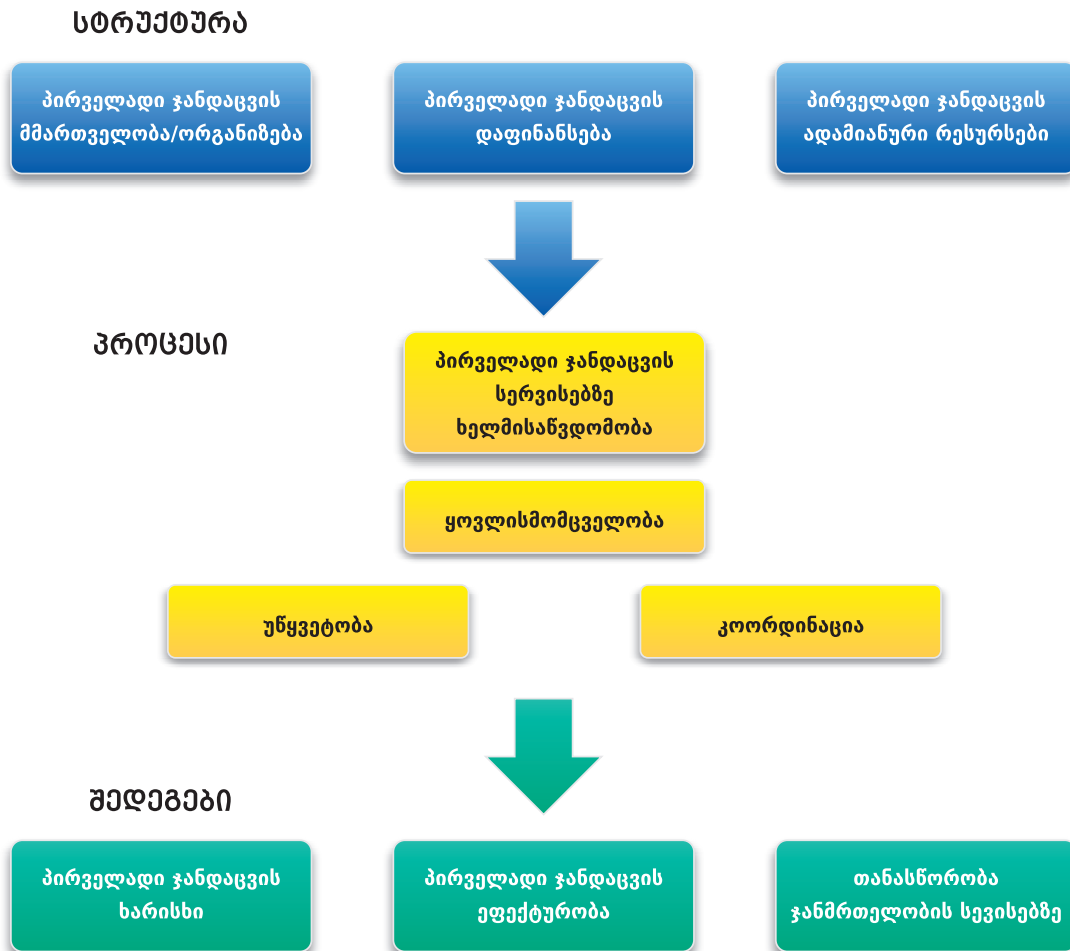 სტრუქტურა
პირველადი ჯანდაცვის
მმართველობა/ორგანიზება
პირველადი ჯანდაცვის
დაფინანსება
პირველადი ჯანდაცვის
ადამიანური რესურსები
პროცესი
პირველადი ჯანდაცვის
სერვისებზე
ხელმისაწვდომობა
ყოვლისმომცველობა
უწყვეტობა
კოორდინაცია
შედეგები
პირველადი ჯანდაცვის
ხარისხი
პირველადი ჯანდაცვის
ეფექტურობა
თანასწორობა
ჯანმრთელობის სევისებზე